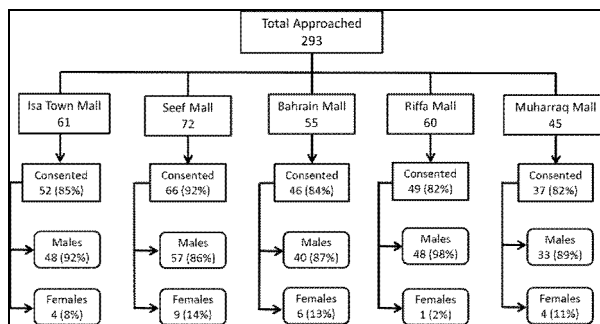 Total Approached
293
Isa Town Mall
61
Seef Mall
72
Bahrain Mall
55
Riffa Mall
60
Muharraq Mall
45
Consented
52 (85%)
Consented
66 (92%)
Consented
46 (84%)
Consented
49 (82%)
Consented
37 (82%)
Males
48 (92%)
Males
57 (86%)
Males
40 (87%)
Males
48 (98%)
Males
33 (89%)
Females
4 (8%)
Females
9 (14%)
Females
6 (13%)
Females
1 (2%)
Females
4 (11%)